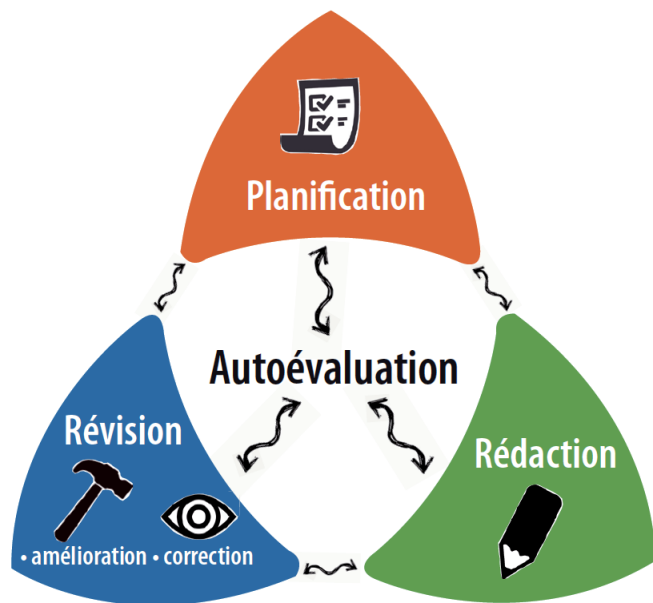 Planification
Autoévaluation
Révision
Rédaction
• amélioration • correction